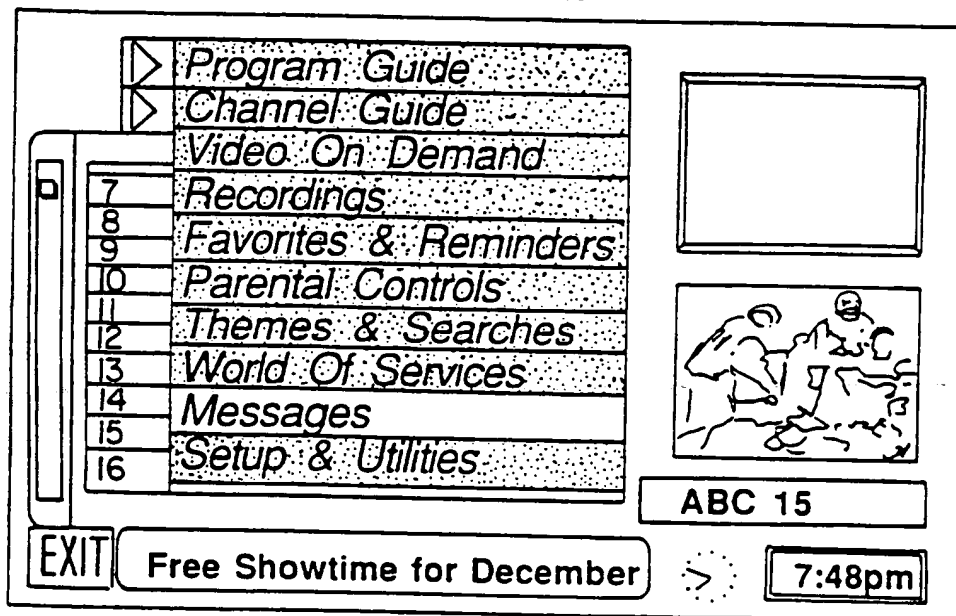 Program Guide
Channel Guide
Video On Demand
7 Recordings
8
9 Favorites & Reminders
10 Parental Controls
11
12 Themes & Searches
13 World Of Services
14 Messages
15
16 Setup & Utilities
ABC 15
EXIT Free Showtime for December 7:48pm